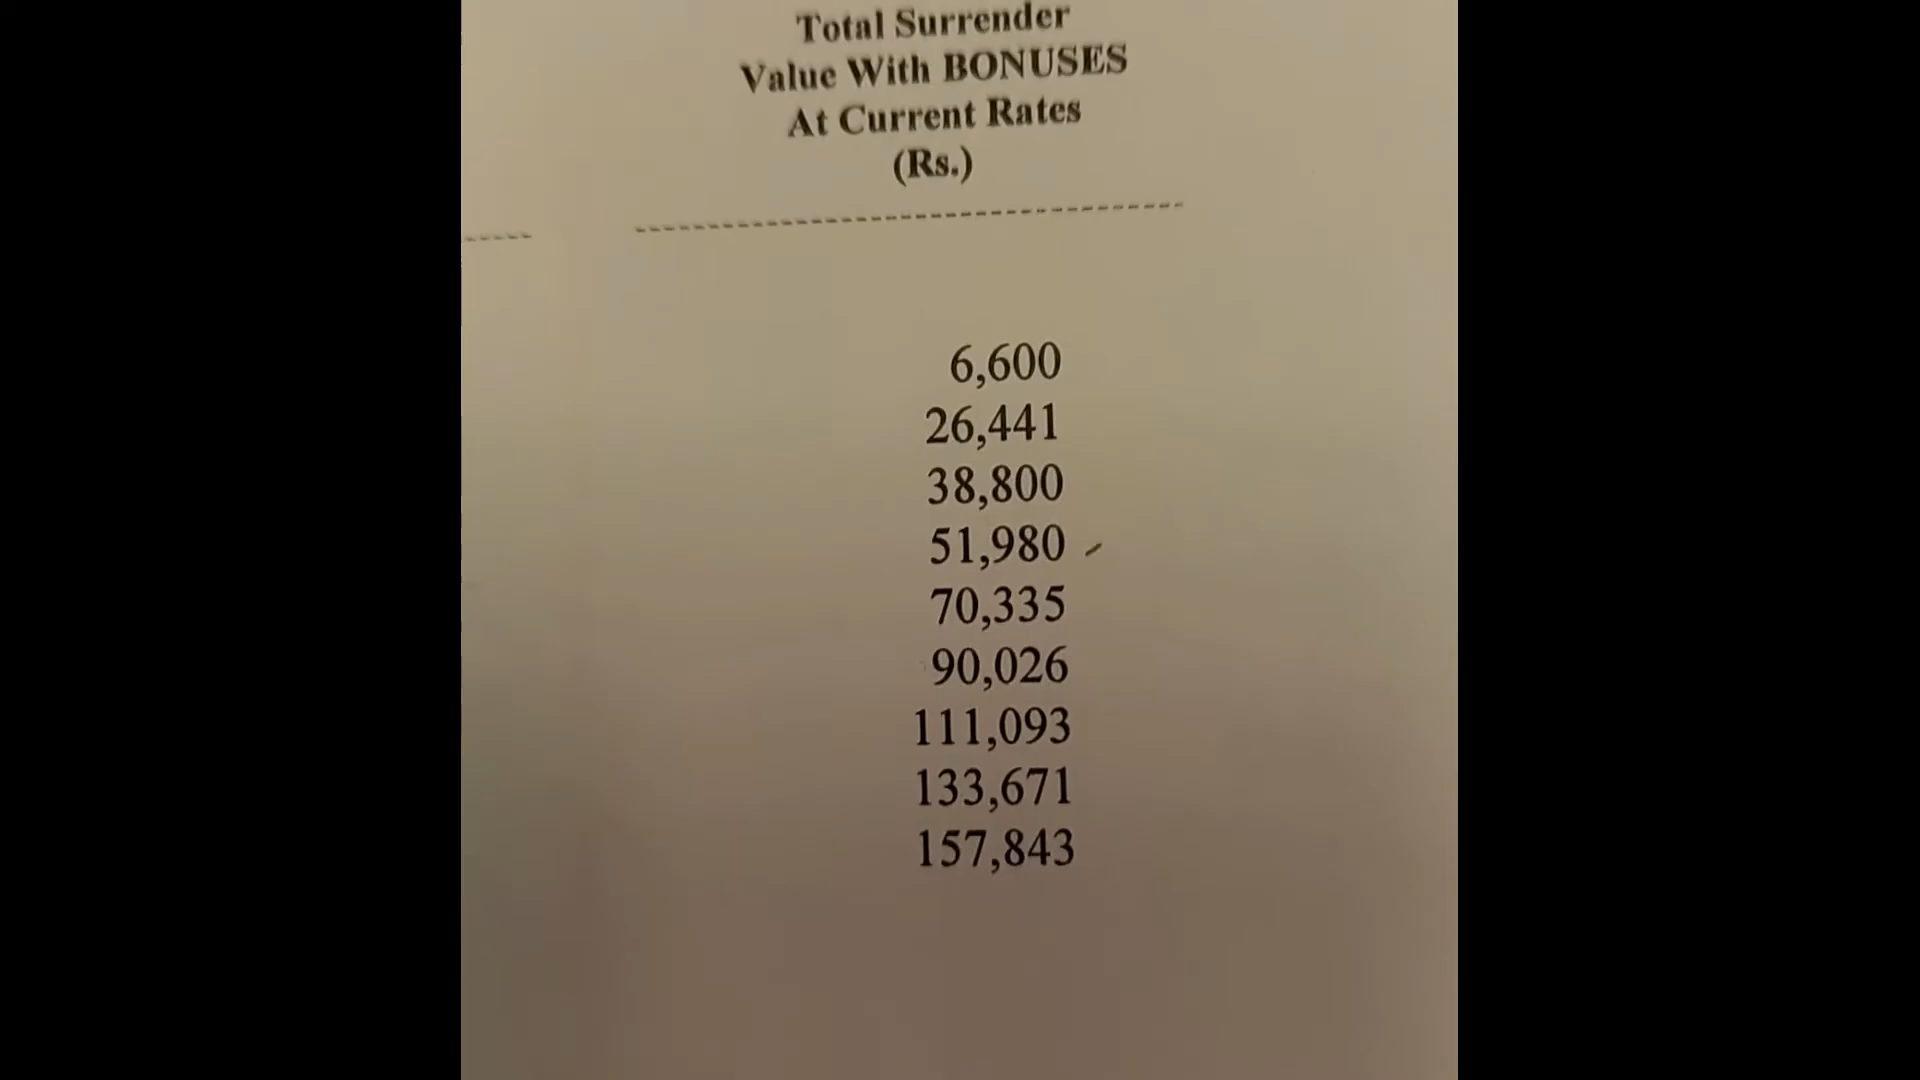 Total Surrender
Value With BONUSES
At Current Rates
(Rs.)
6,600
26,441
38,800
51,980
70,335
90,026
111,093
133,671
157,843